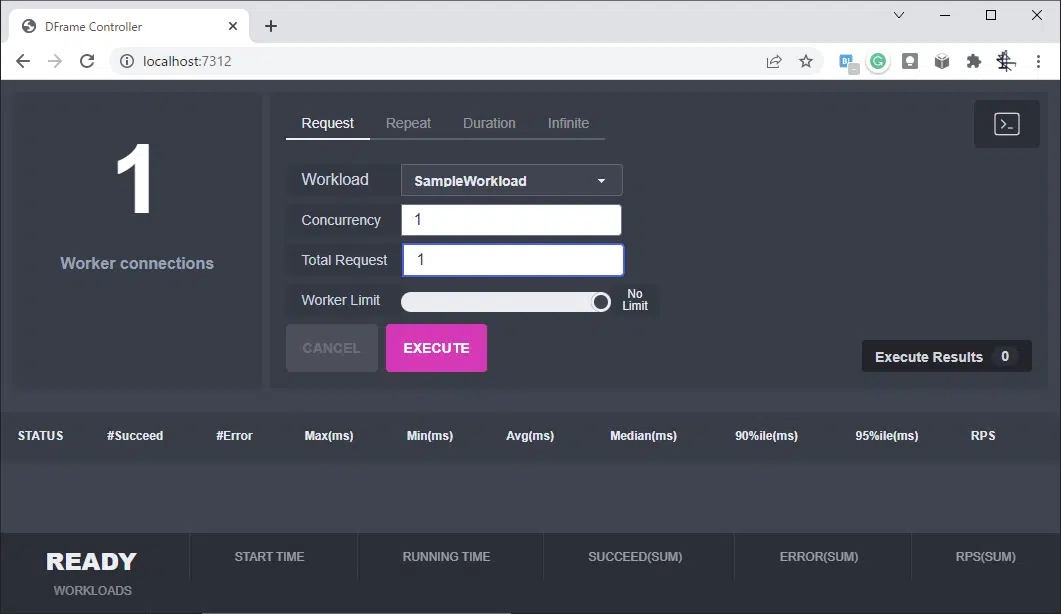 DFrame Controller
localhost:7312
1
Worker connections
Request Repeat Duration Infinite
Workload SampleWorkload
Concurrency 1
Total Request 1
Worker Limit No Limit
CANCEL EXECUTE
Execute Results 0
STATUS #Succeed #Error Max(ms) Min(ms) Avg(ms) Median(ms) 90%ile(ms) 95%ile(ms) RPS
READY
WORKLOADS
START TIME RUNNING TIME SUCCEED(SUM) ERROR(SUM) RPS(SUM)